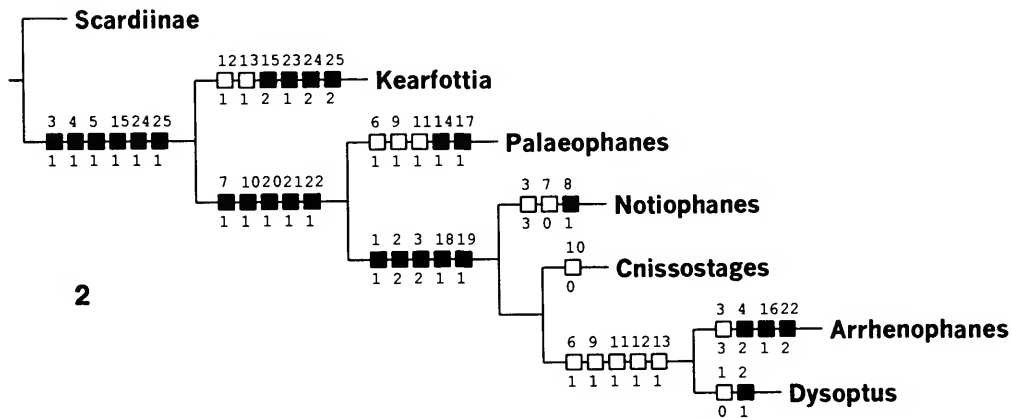 Scardiinae
12 13 15 23 24 25
Kearfottia
1 1 2 1 2 2
3 4 5 15 24 25
1 1 1 1 1 1
6 9 11 14 17
Palaeophanes
1 1 1 1 1
7 10 20 21 22
1 1 1 1 1
3 7 8
Notiophanes
3 0 1
1 2 3 18 19
1 2 2 1 1
10
Cnissostages
0
2
3 4 16 22
Arrhenophanes
3 2 1 2
6 9 11 12 13
1 1 1 1 1
1 2
Dysoptus
0 1